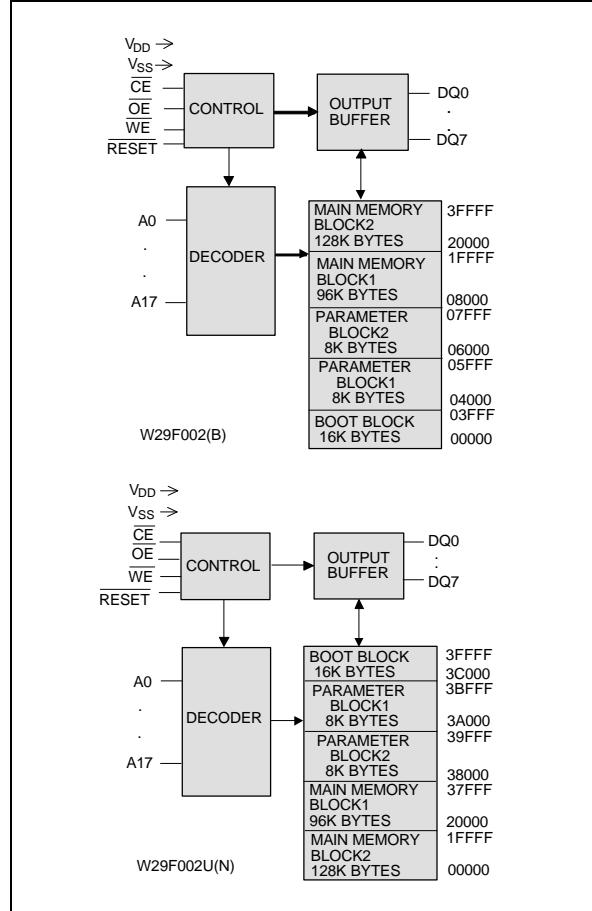 VDD
VSS
CE
OE
WE
RESET
CONTROL
OUTPUT
BUFFER
DQ0
.
.
DQ7
A0
.
.
A17
DECODER
MAIN MEMORY
BLOCK2
128K BYTES
3FFFF
20000
MAIN MEMORY
BLOCK1
96K BYTES
1FFFF
08000
PARAMETER
BLOCK2
8K BYTES
07FFF
06000
PARAMETER
BLOCK1
8K BYTES
05FFF
04000
BOOT BLOCK
16K BYTES
03FFF
00000
W29F002(B)
VDD
VSS
CE
OE
WE
RESET
CONTROL
OUTPUT
BUFFER
DQ0
.
.
DQ7
A0
.
.
A17
DECODER
BOOT BLOCK
16K BYTES
3FFFF
3C000
PARAMETER
BLOCK1
8K BYTES
3BFFF
3A000
PARAMETER
BLOCK2
8K BYTES
39FFF
38000
MAIN MEMORY
BLOCK1
96K BYTES
37FFF
20000
MAIN MEMORY
BLOCK2
128K BYTES
1FFFF
00000
W29F002U(N)